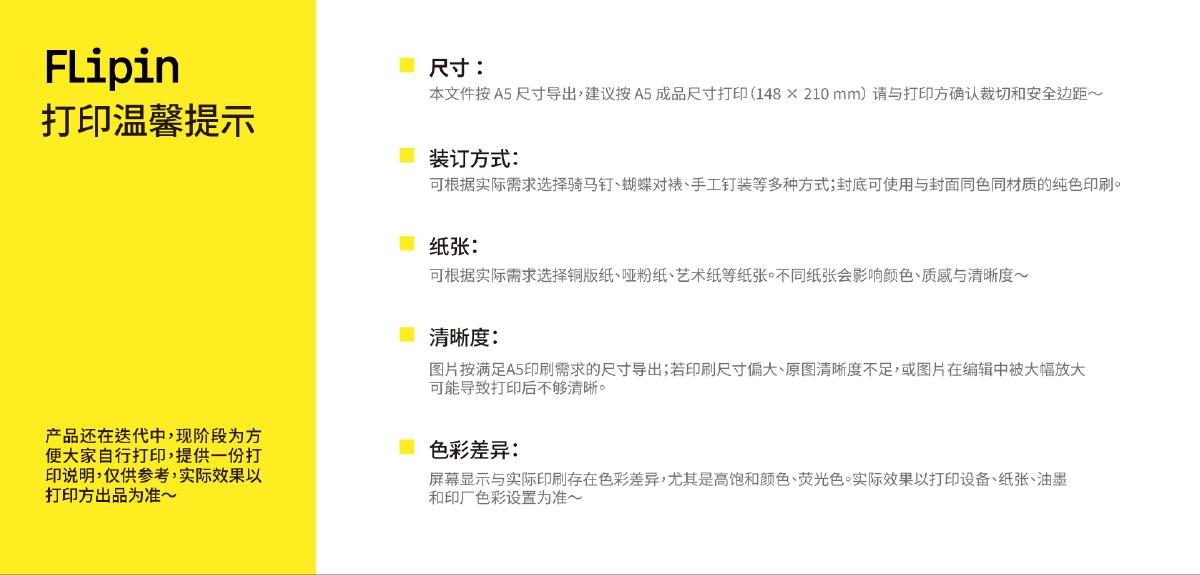 FLipin
打印温馨提示
产品还在迭代中，现阶段为方
便大家自行打印，提供一份打
印说明，仅供参考，实际效果以
打印方出品为准～
尺寸：
本文件按 A5 尺寸导出，建议按 A5 成品尺寸打印（148 × 210 mm）请与打印方确认裁切和安全边距～
装订方式：
可根据实际需求选择骑马钉、蝴蝶对裱、手工钉装等多种方式；封底可使用与封面同色同材质的纯色印刷。
纸张：
可根据实际需求选择铜版纸、哑粉纸、艺术纸等纸张。不同纸张会影响颜色、质感与清晰度～
清晰度：
图片按满足A5印刷需求的尺寸导出；若印刷尺寸偏大、原图清晰度不足，或图片在编辑中被大幅放大
可能导致打印后不够清晰。
色彩差异：
屏幕显示与实际印刷存在色彩差异，尤其是高饱和颜色、荧光色。实际效果以打印设备、纸张、油墨
和印厂色彩设置为准～